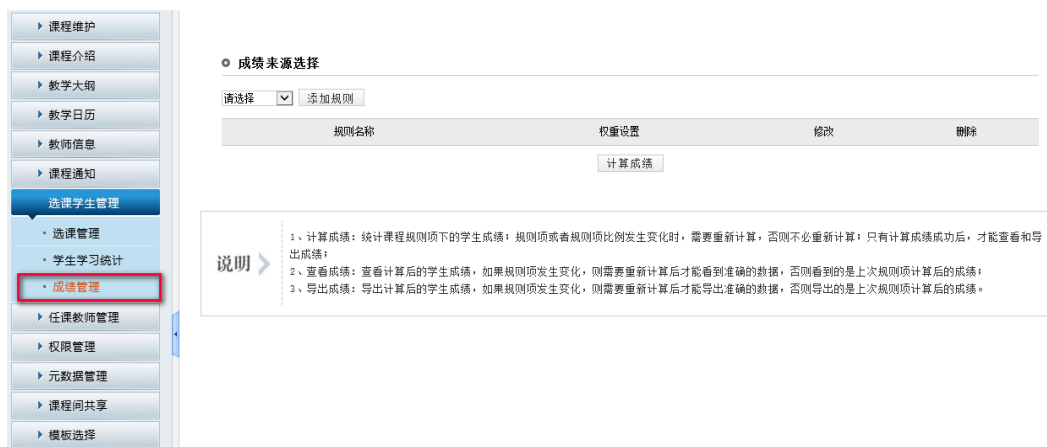 课程维护
课程介绍
教学大纲
教学日历
教师信息
课程通知
选课学生管理
选课管理
学生学习统计
成绩管理
任课教师管理
权限管理
元数据管理
课程间共享
模板选择
成绩来源选择
请选择 添加规则
规则名称 权重设置 修改 删除
计算成绩
说明
1、计算成绩：统计课程规则项下的学生成绩；规则项或者规则项比例发生变化时，需要重新计算，否则不必重新计算；只有计算成绩成功后，才能查看和导
出成绩；
2、查看成绩：查看计算后的学生成绩，如果规则项发生变化，则需要重新计算后才能看到准确的数据，否则看到的是上次规则项计算后的成绩；
3、导出成绩：导出计算后的学生成绩，如果规则项发生变化，则需要重新计算后才能导出准确的数据，否则导出的是上次规则项计算后的成绩。